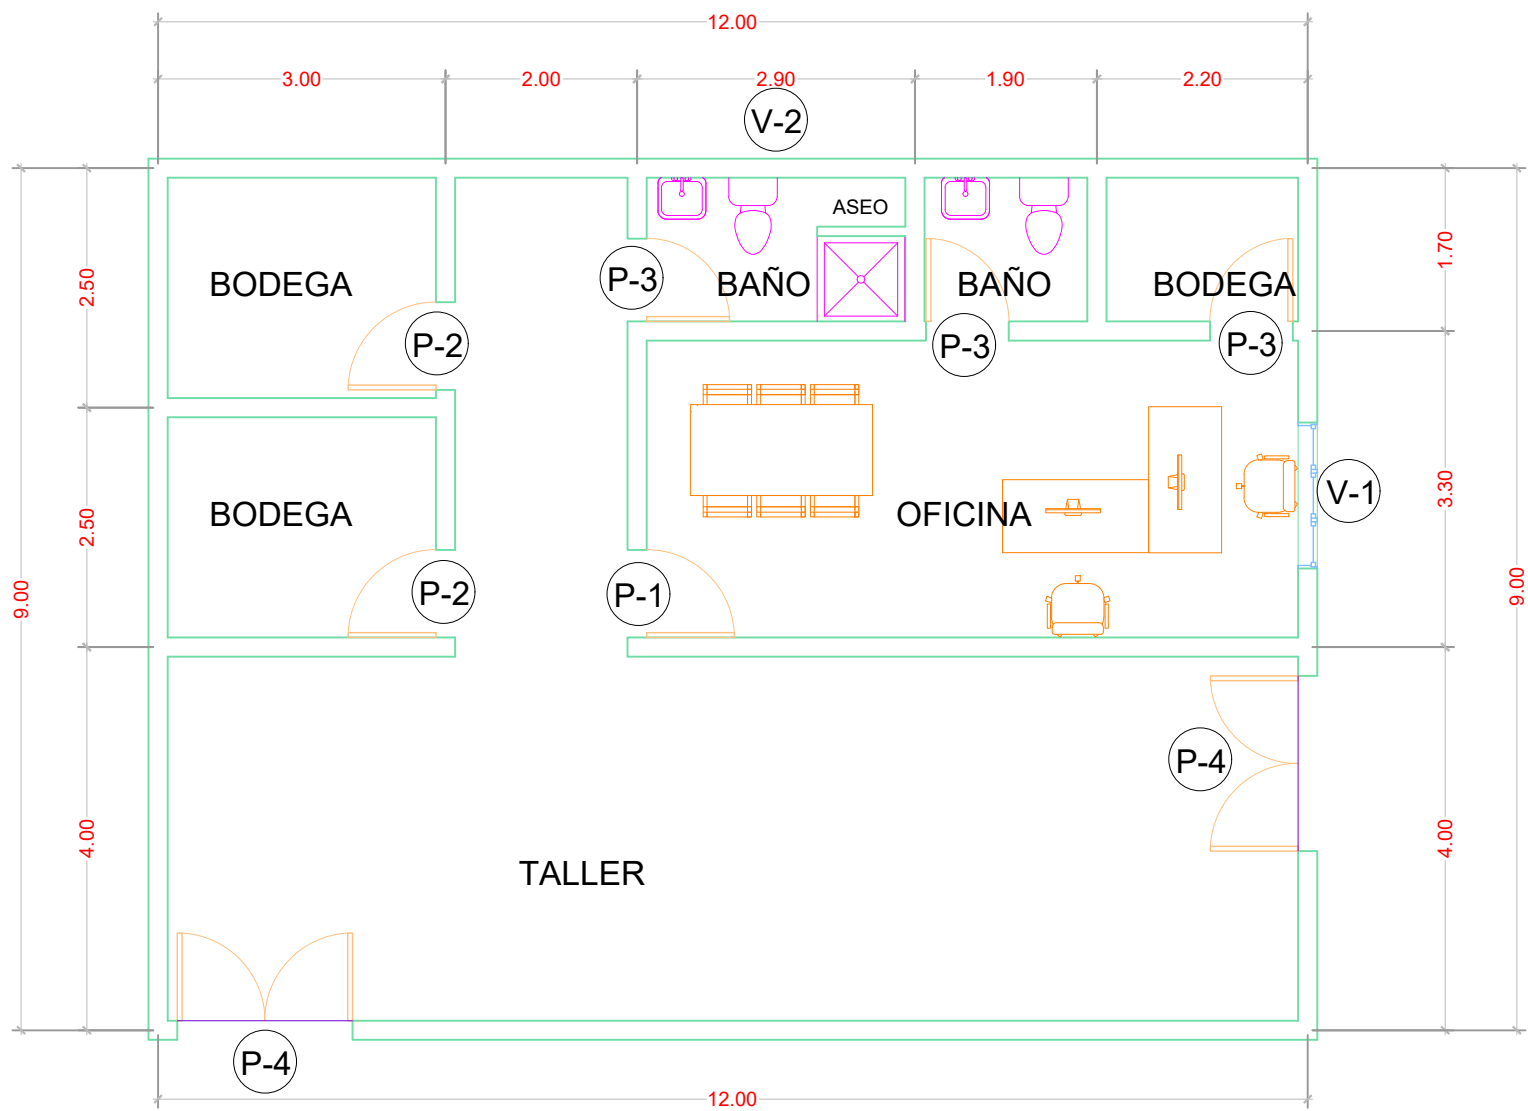 12.00
3.00
2.00
2.90
1.90
2.20
V-2
ASEO
1.70
2.50
BODEGA
P-3
BAÑO
BAÑO
BODEGA
P-2
P-3
P-3
BODEGA
2.50
OFICINA
V-1
3.30
9.00
P-2
P-1
9.00
P-4
4.00
TALLER
4.00
P-4
12.00